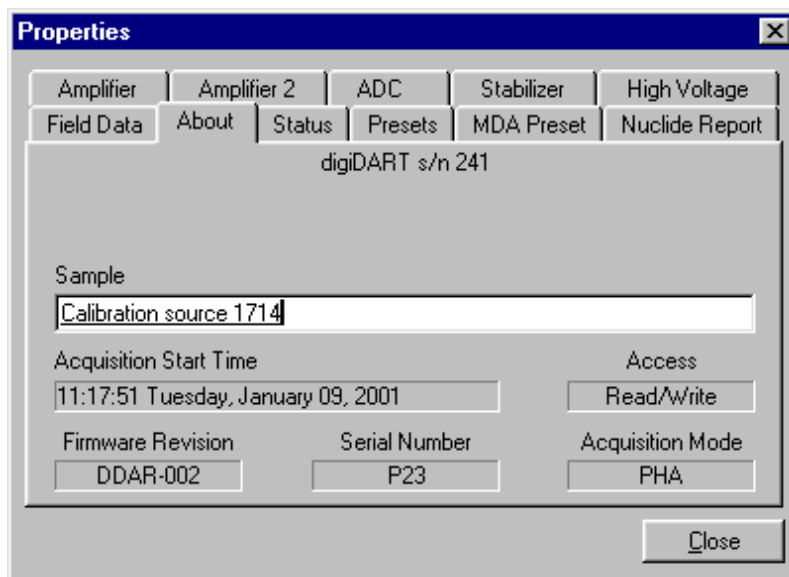 Properties
Amplifier Amplifier 2 ADC Stabilizer High Voltage
Field Data About Status Presets MDA Preset Nuclide Report
digiDART s/n 241
Sample
Calibration source 1714
Acquisition Start Time Access
11:17:51 Tuesday, January 09, 2001 Read/Write
Firmware Revision Serial Number Acquisition Mode
DDAR-002 P23 PHA
Close